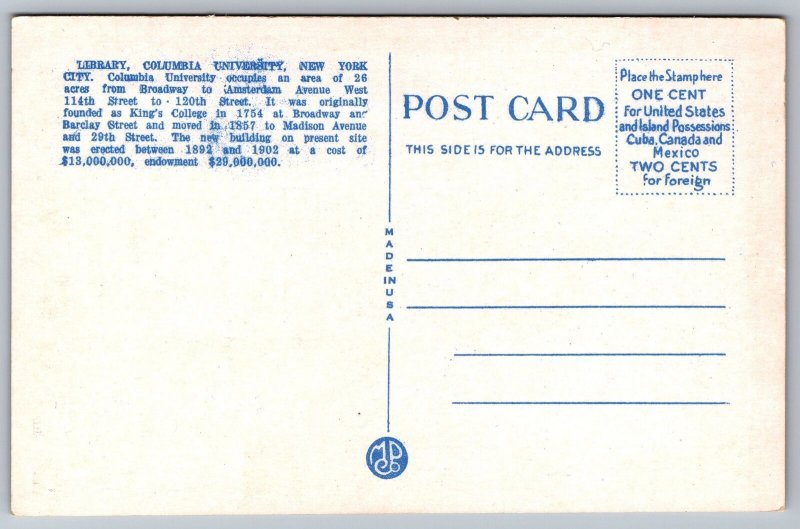 LIBRARY, COLUMBIA UNIVERSITY, NEW YORK
CITY. Columbia University occupies an area of 26
acres from Broadway to Amsterdam Avenue West
114th Street to 120th Street. It was originally
founded as King's College in 1754 at Broadway and
Barclay Street and moved in 1857 to Madison Avenue
and 29th Street. The new building on present site
was erected between 1892 and 1902 at a cost of
$13,000,000, endowment $29,000,000.
POST CARD
THIS SIDE IS FOR THE ADDRESS
Place the Stamp here
ONE CENT
For United States
and Island Possessions
Cuba, Canada and
Mexico
TWO CENTS
for Foreign
MADE IN USA